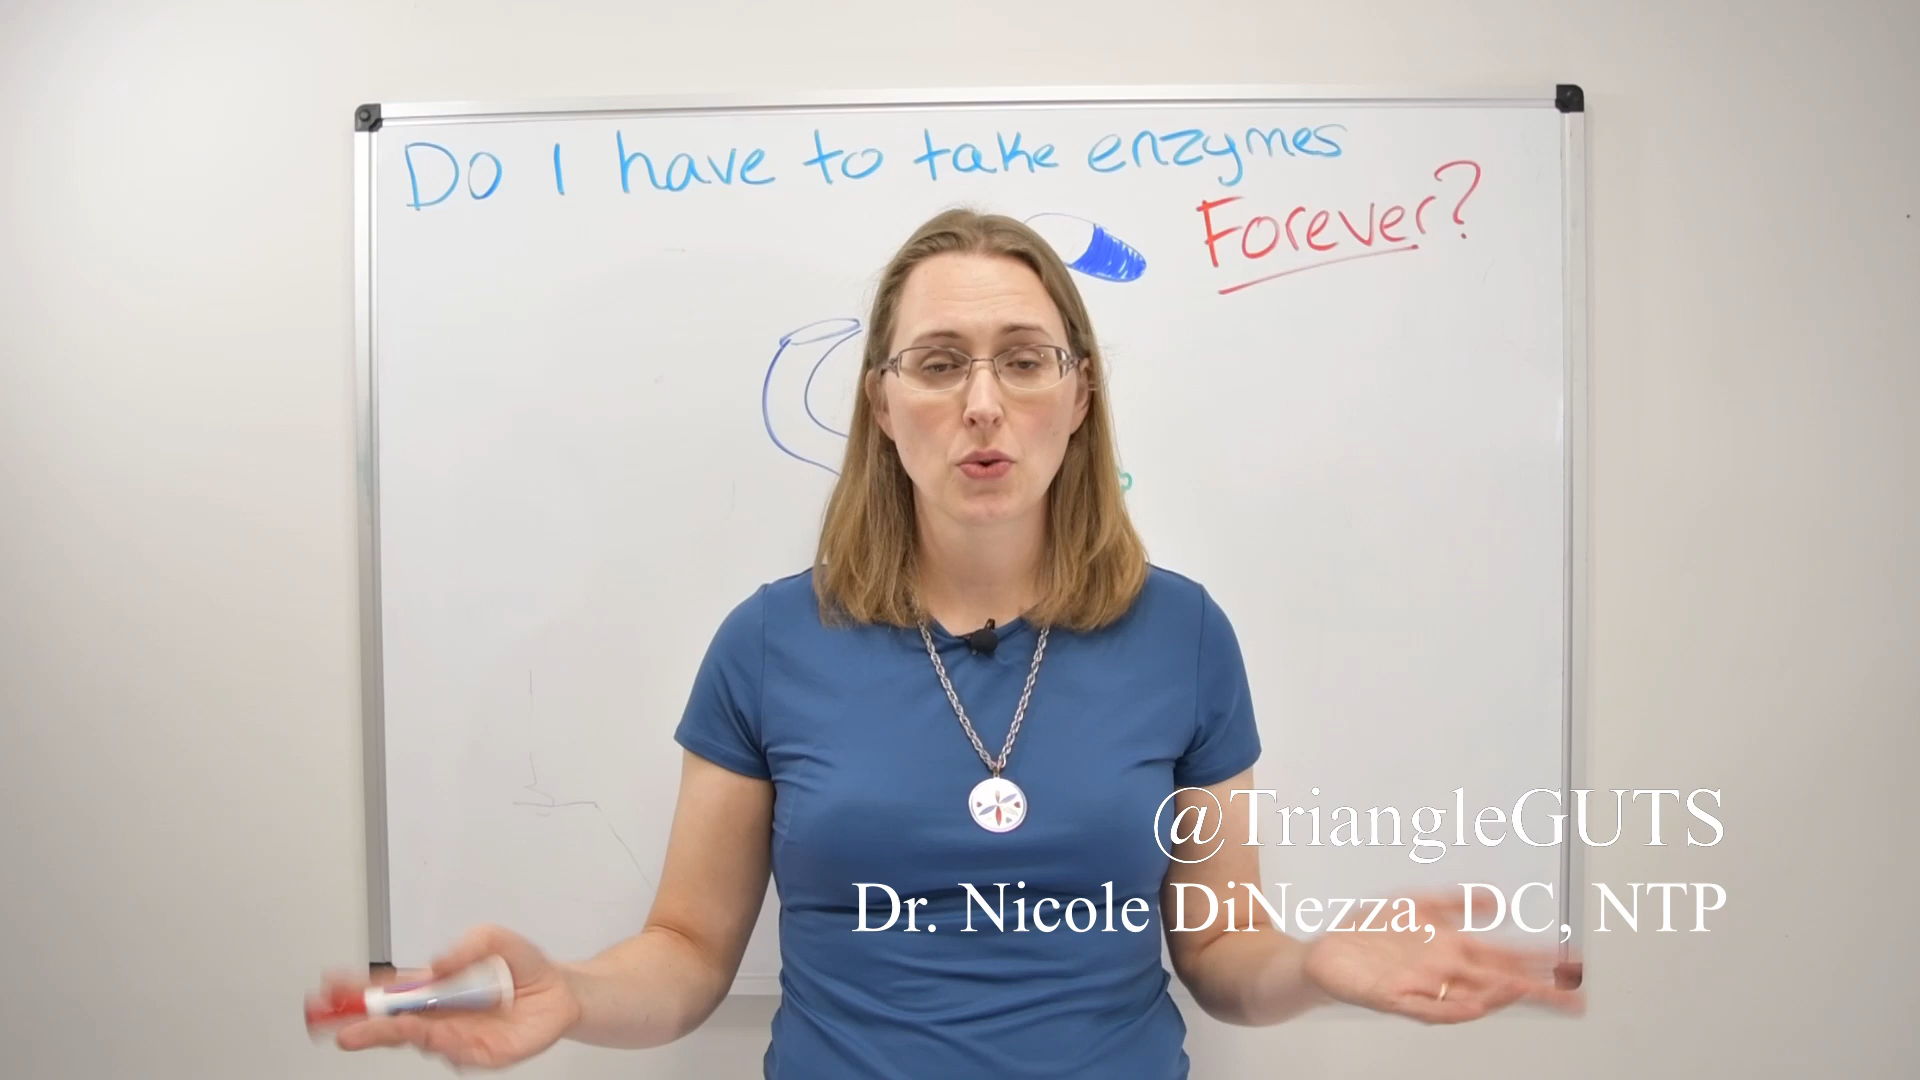 Do I have to take enzymes
Forever?
@TriangleGUTS
Dr. Nicole DiNezza, DC, NTP